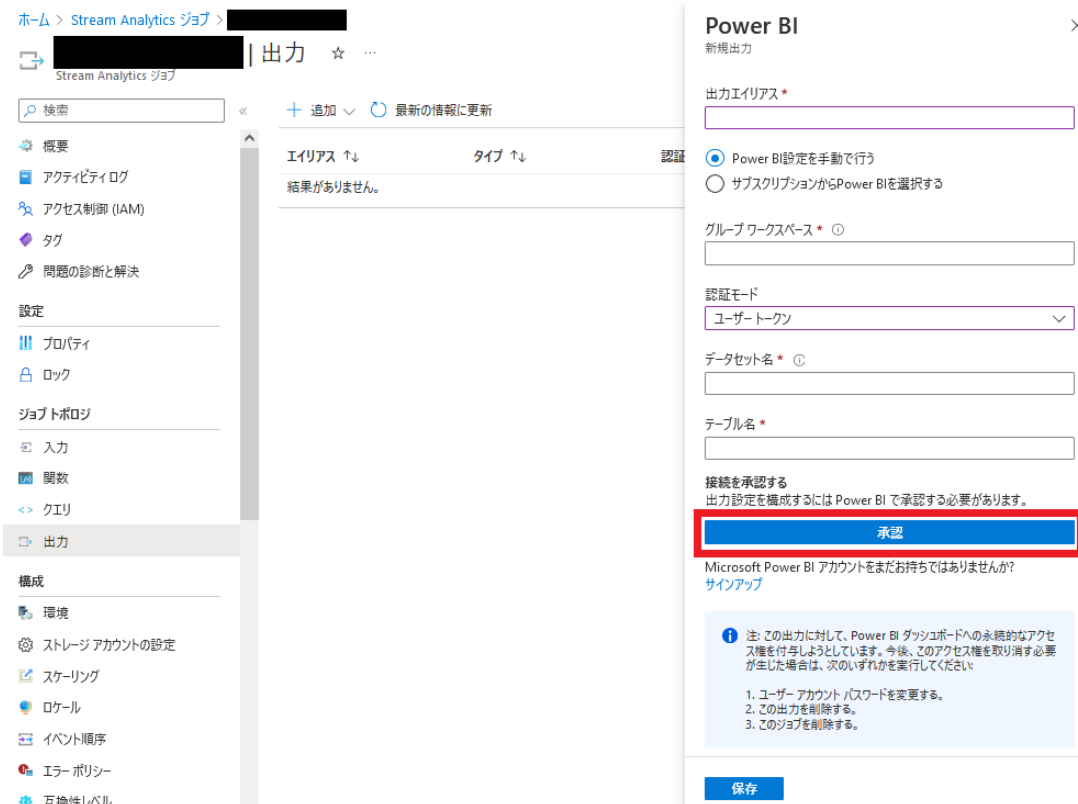 ホーム > Stream Analytics ジョブ >
| 出力 ☆ …
Stream Analytics ジョブ
検索
«
概要
アクティビティ ログ
アクセス制御 (IAM)
タグ
問題の診断と解決
設定
プロパティ
ロック
ジョブ トポロジ
入力
関数
クエリ
出力
構成
環境
ストレージ アカウントの設定
スケーリング
ロケール
イベント順序
エラー ポリシー
互換性レベル
+ 追加 最新の情報に更新
エイリアス ↑↓ タイプ ↑↓ 認証
結果がありません。
Power BI
新規出力
出力エイリアス *
Power BI設定を手動で行う
サブスクリプションからPower BIを選択する
グループ ワークスペース *
認証モード
ユーザー トークン
データセット名 *
テーブル名 *
接続を承認する
出力設定を構成するには Power BI で承認する必要があります。
承認
Microsoft Power BI アカウントをまだお持ちではありませんか?
サインアップ
注: この出力に対して、Power BI ダッシュボードへの永続的なアクセ
ス権を付与しようとしています。今後、このアクセス権を取り消す必要
が生じた場合は、次のいずれかを実行してください:
1. ユーザー アカウント パスワードを変更する。
2. この出力を削除する。
3. このジョブを削除する。
保存